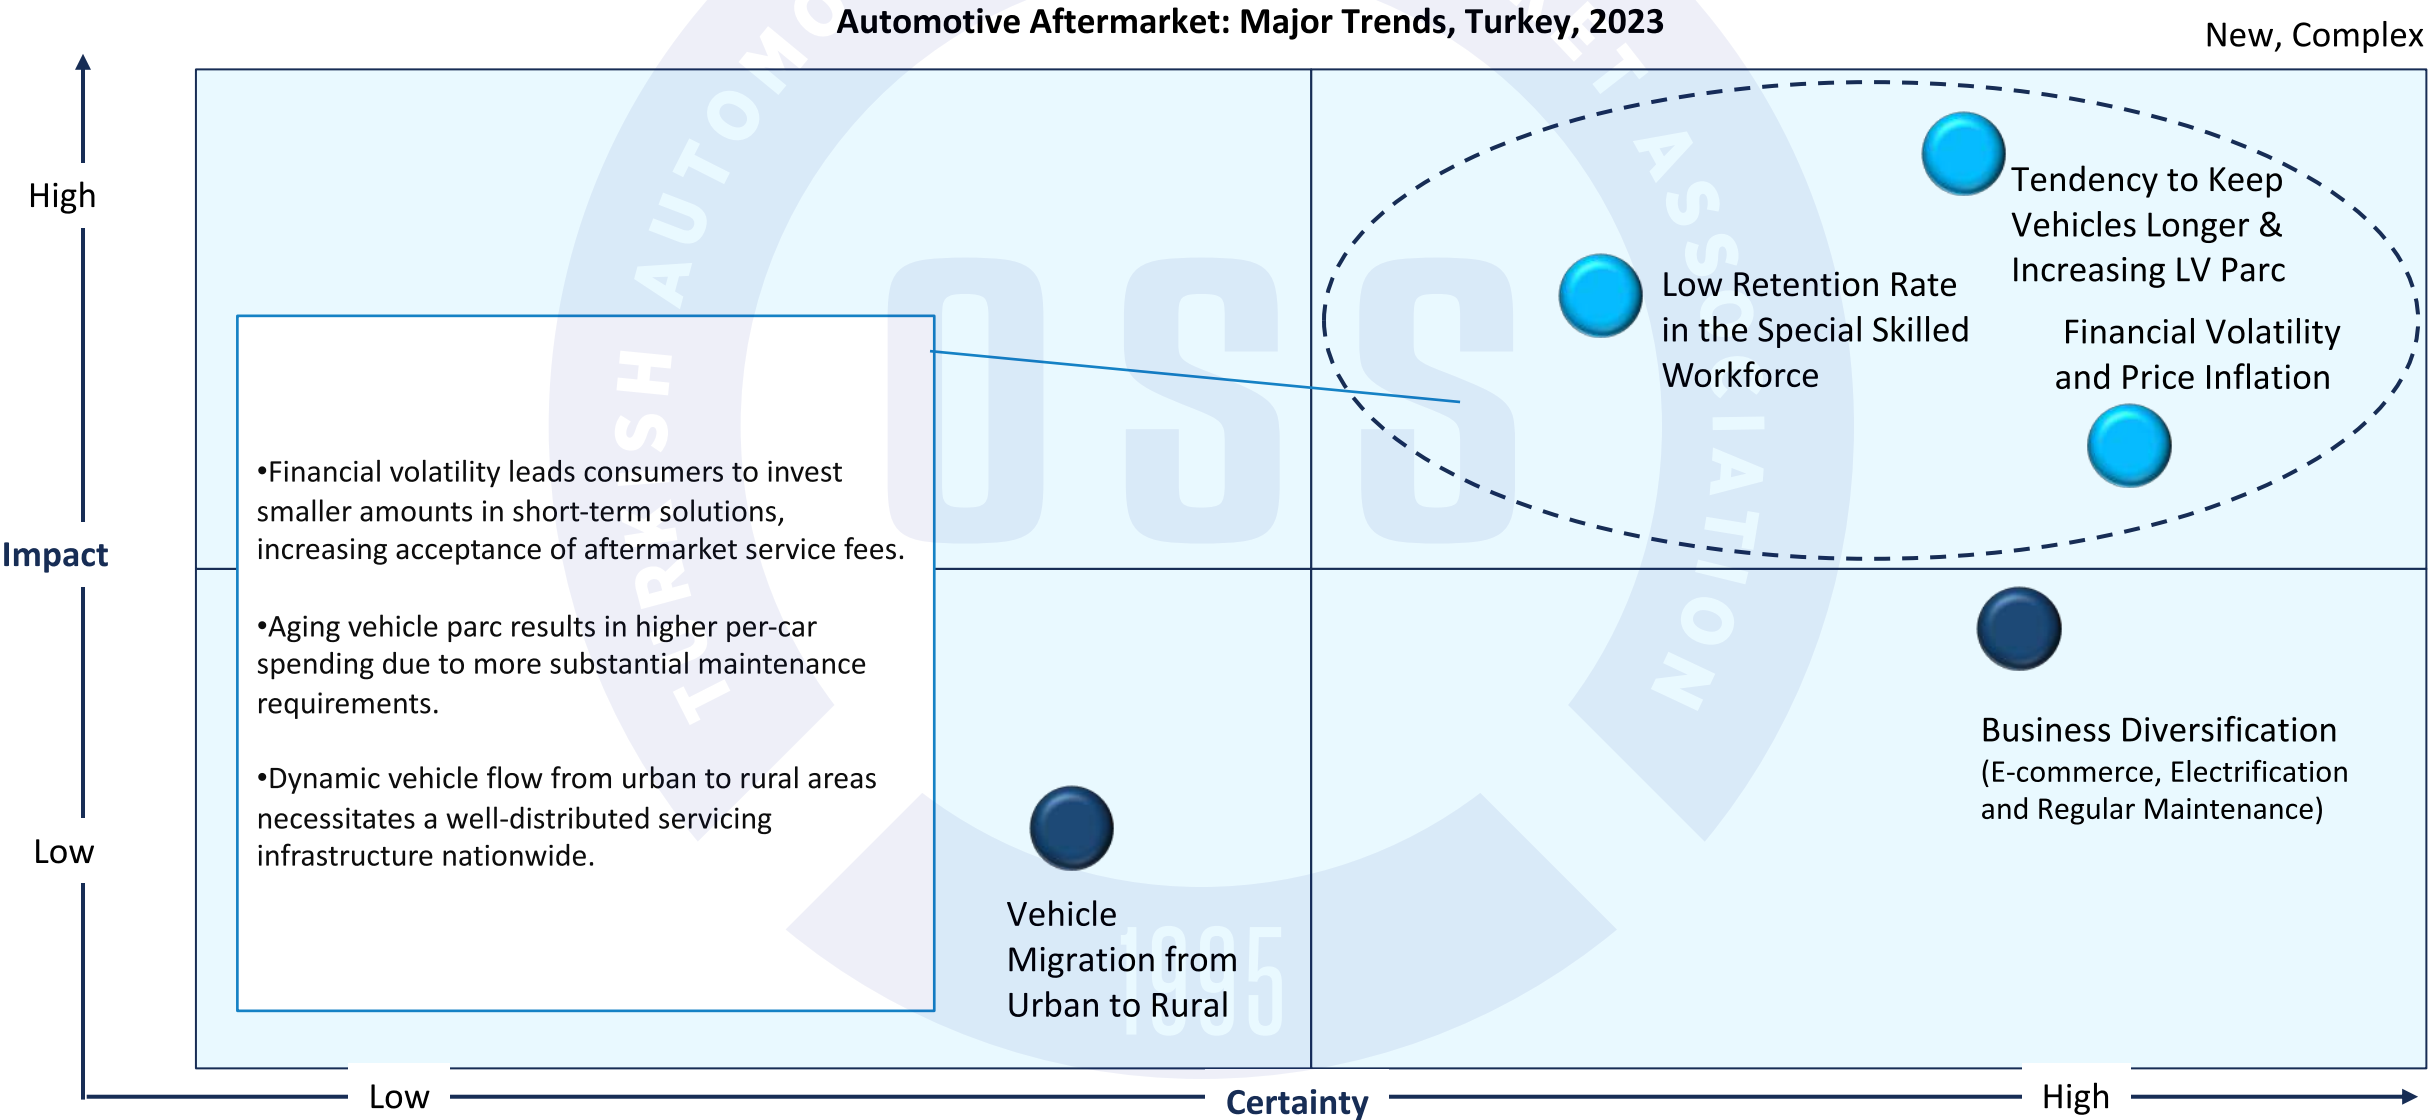 Automotive Aftermarket: Major Trends, Turkey, 2023
New, Complex
High
Impact
Low
Tendency to Keep
Vehicles Longer &
Increasing LV Parc
Low Retention Rate
in the Special Skilled
Workforce
Financial Volatility
and Price Inflation
•Financial volatility leads consumers to invest
smaller amounts in short-term solutions,
increasing acceptance of aftermarket service fees.
•Aging vehicle parc results in higher per-car
spending due to more substantial maintenance
requirements.
•Dynamic vehicle flow from urban to rural areas
necessitates a well-distributed servicing
infrastructure nationwide.
Business Diversification
(E-commerce, Electrification
and Regular Maintenance)
Vehicle
Migration from
Urban to Rural
Low
Certainty
High
OSS
TURKISH
ASSOCIATION
1995